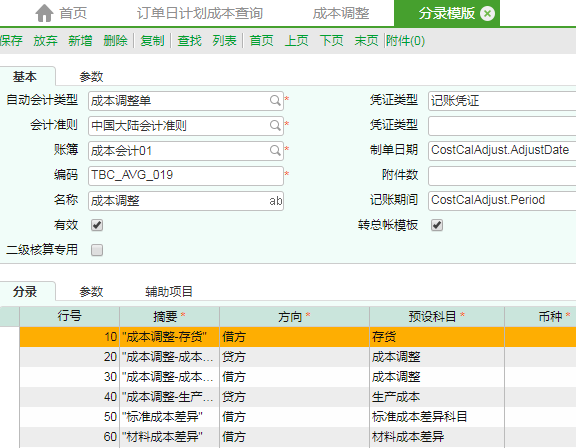 首页 订单日计划成本查询 成本调整 分录模版
保存 放弃 新增 删除 复制 查找 列表 首页 上页 下页 末页 附件(0)
基本 参数
自动会计类型 成本调整单 * 凭证类型 记账凭证
会计准则 中国大陆会计准则 * 凭证类型
账簿 成本会计01 * 制单日期 CostCalAdjust.AdjustDate
编码 TBC_AVG_019 * 附件数
名称 成本调整 ab 记账期间 CostCalAdjust.Period
有效 转总帐模板
二级核算专用
分录 参数 辅助项目
行号 摘要 * 方向 * 预设科目 * 币种 *
10 "成本调整-存货" 借方 存货
20 "成本调整-成本... 贷方 成本调整
30 "成本调整-成本... 借方 成本调整
40 "成本调整-生产... 贷方 生产成本
50 "标准成本差异" 借方 标准成本差异科目
60 "材料成本差异" 借方 材料成本差异